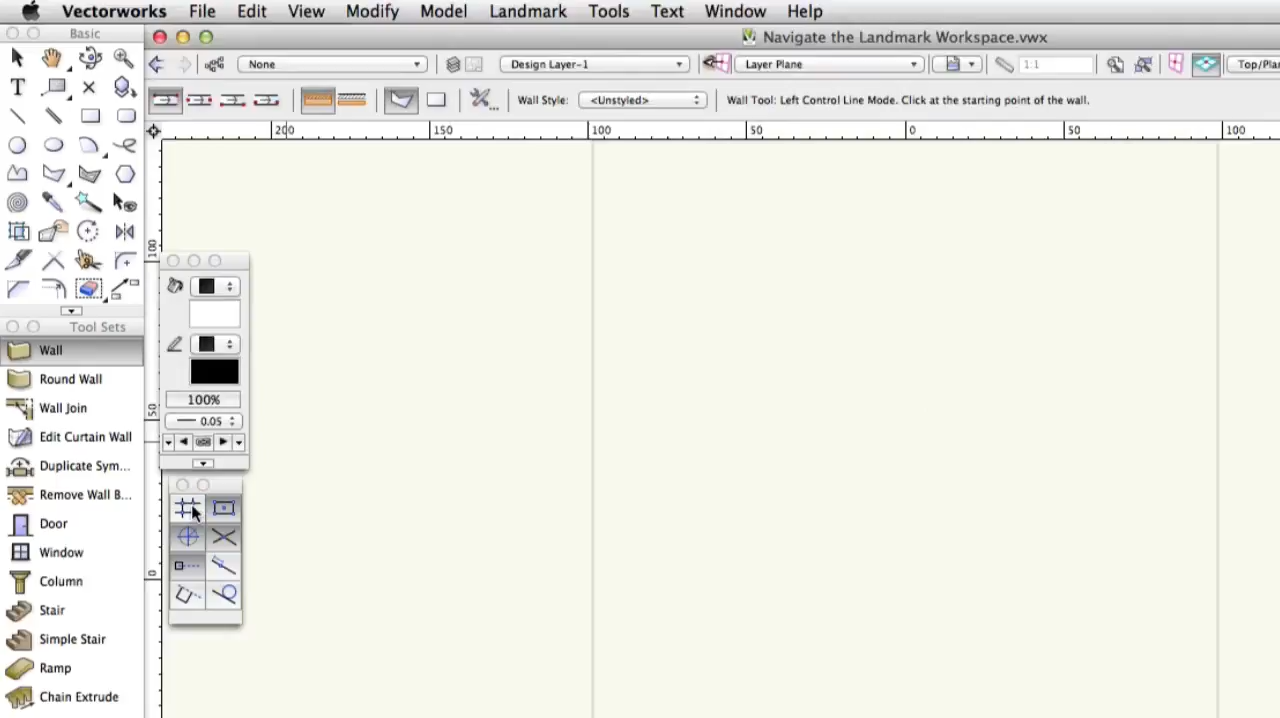 Vectorworks File Edit View Modify Model Landmark Tools Text Window Help
Basic
Navigate the Landmark Workspace.vwx
None Design Layer-1 Layer Plane 1:1 Top/Plan
Wall Style: <Unstyled> Wall Tool: Left Control Line Mode. Click at the starting point of the wall.
200 150 100 50 0 50 100
100
50
0
100%
0.05
Tool Sets
Wall
Round Wall
Wall Join
Edit Curtain Wall
Duplicate Sym...
Remove Wall B...
Door
Window
Column
Stair
Simple Stair
Ramp
Chain Extrude